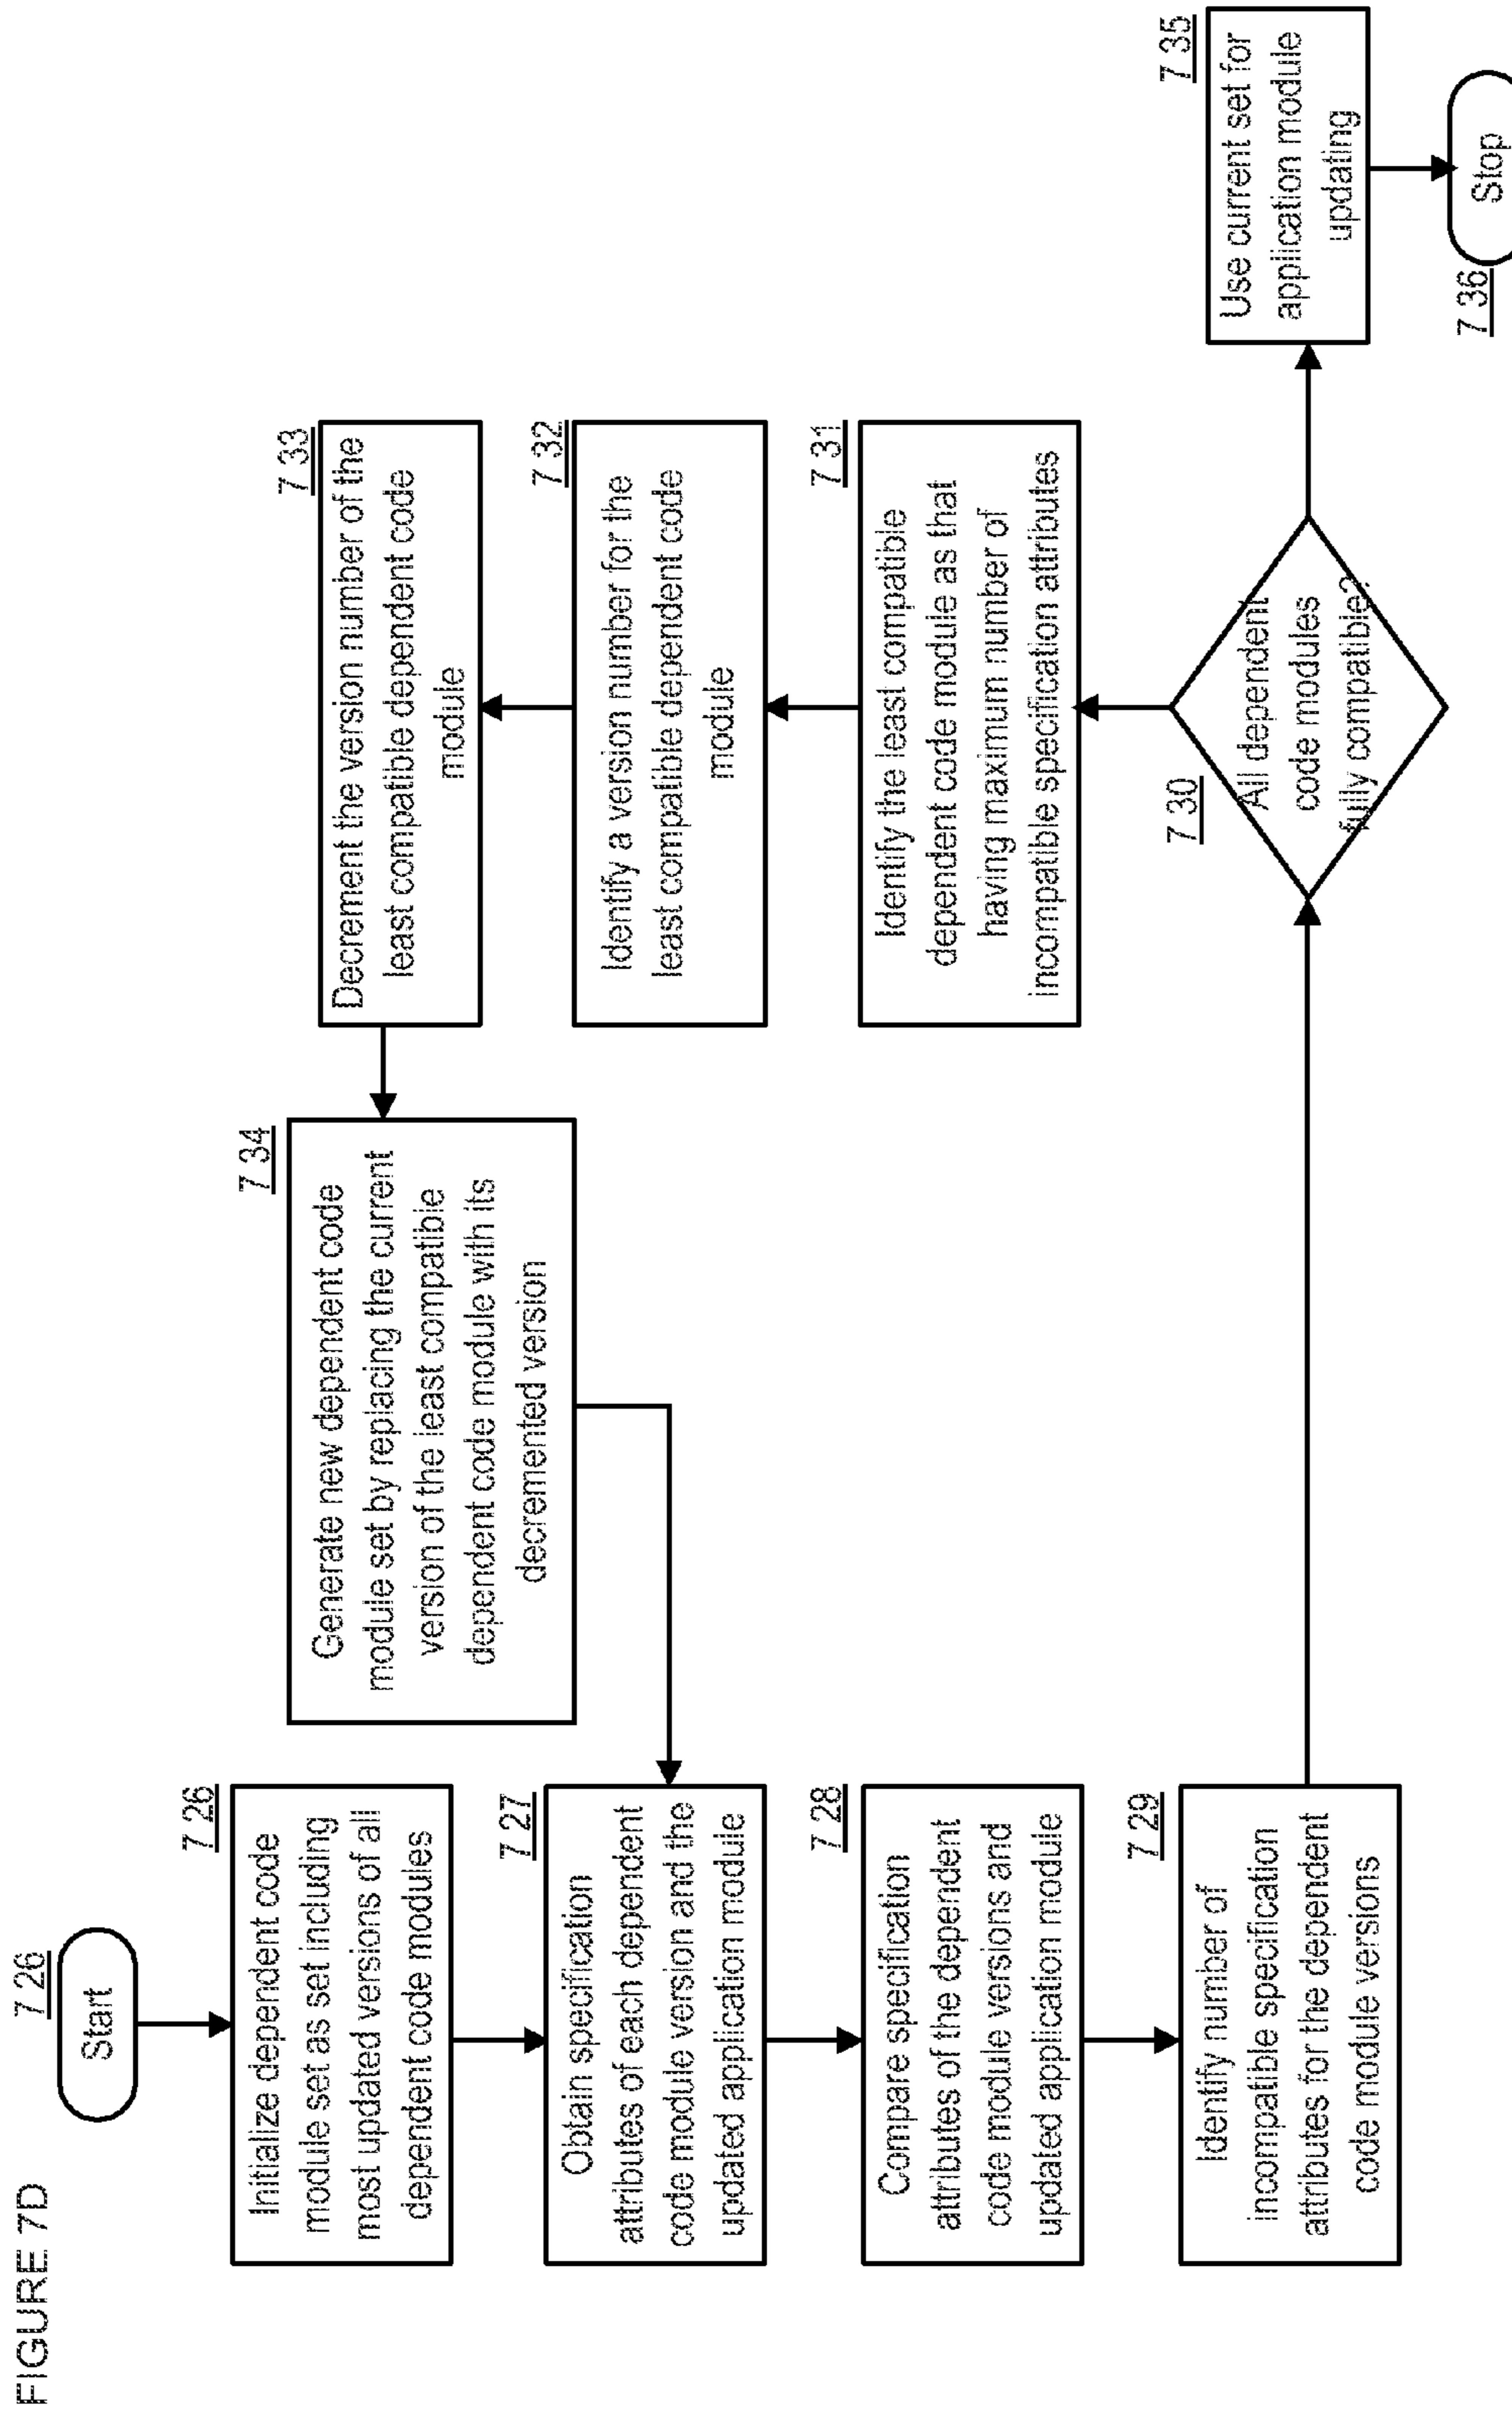 FIGURE 7D
7 26
Start
7 26
Initialize dependent code
module set as set including
most updated versions of all
dependent code modules
7 27
Obtain specification
attributes of each dependent
code module version and the
updated application module
7 28
Compare specification
attributes of the dependent
code module versions and
updated application module
7 29
Identify number of
incompatible specification
attributes for the dependent
code module versions
7 34
Generate new dependent code
module set by replacing the current
version of the least compatible
dependent code module with its
decremented version
7 33
Decrement the version number of the
least compatible dependent code
module
7 32
Identify a version number for the
least compatible dependent code
module
7 31
Identify the least compatible
dependent code module as that
having maximum number of
incompatible specification attributes
7 30
All dependent
code modules
fully compatible?
7 35
Use current set for
application module
updating
7 36
Stop